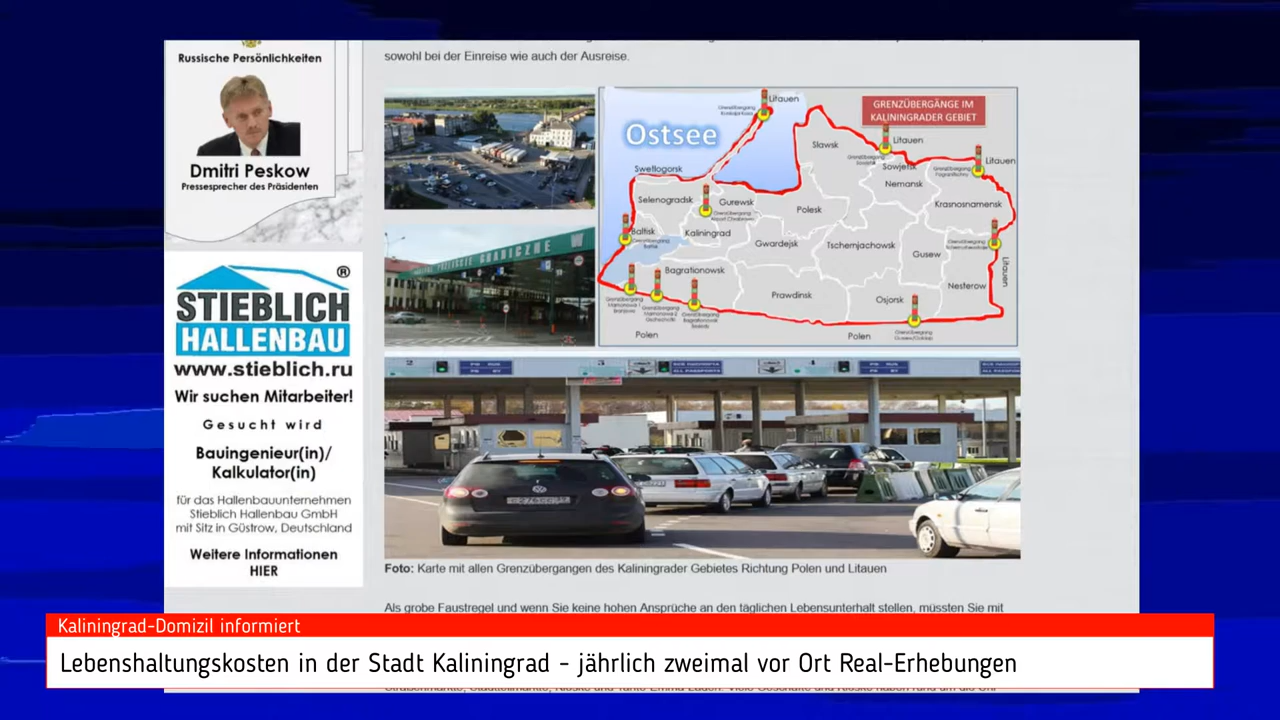 Russische Persönlichkeiten
Dmitri Peskow
Pressesprecher des Präsidenten
STIEBLICH®
HALLENBAU
www.stieblich.ru
Wir suchen Mitarbeiter!
Gesucht wird
Bauingenieur(in)/
Kalkulator(in)
für das Hallenbauunternehmen
Stieblich Hallenbau GmbH
mit Sitz in Güstrow, Deutschland
Weitere Informationen
HIER
sowohl bei der Einreise wie auch der Ausreise.
GRANICZNE
GRENZÜBERGÄNGE IM
KALININGRADER GEBIET
Ostsee
Litauen
Litauen
Litauen
Litauen
Slawsk
Sowjetsk
Nemansk
Krasnosnamensk
Swetlogorsk
Selenogradsk
Gurewsk
Polesk
Baltisk
Kaliningrad
Gwardejsk
Tschernjachowsk
Gusew
Bagrationowsk
Prawdinsk
Osjorsk
Nesterow
Polen
Polen
Foto: Karte mit allen Grenzübergangen des Kaliningrader Gebietes Richtung Polen und Litauen
Als grobe Faustregel und wenn Sie keine hohen Ansprüche an den täglichen Lebensunterhalt stellen, müssten Sie mit
Kaliningrad-Domizil informiert
Lebenshaltungskosten in der Stadt Kaliningrad - jährlich zweimal vor Ort Real-Erhebungen